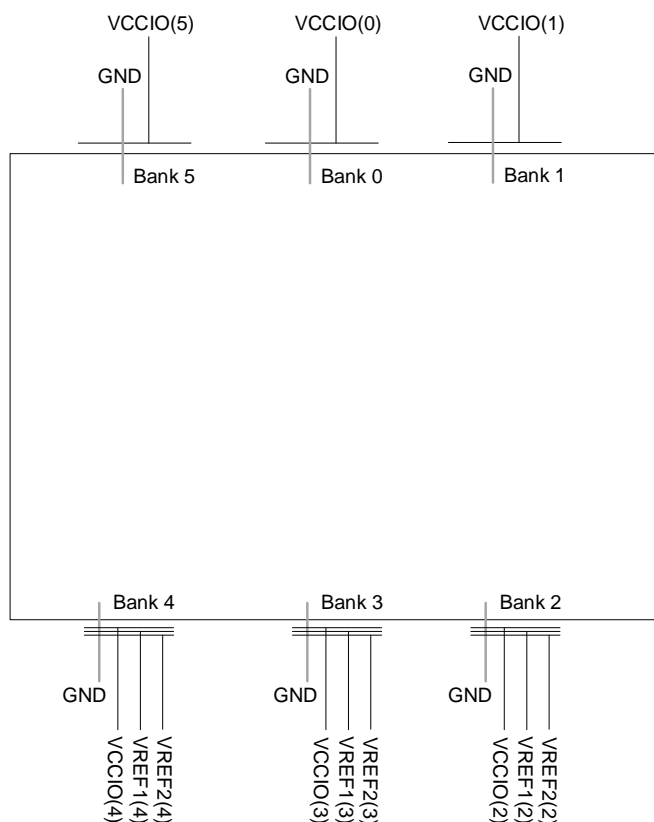 VCCIO(5) VCCIO(0) VCCIO(1)
GND GND GND
Bank 5 Bank 0 Bank 1
Bank 4 Bank 3 Bank 2
GND GND GND
VCCIO(4) VREF1(4) VREF2(4) VCCIO(3) VREF1(3) VREF2(3) VCCIO(2) VREF1(2) VREF2(2)